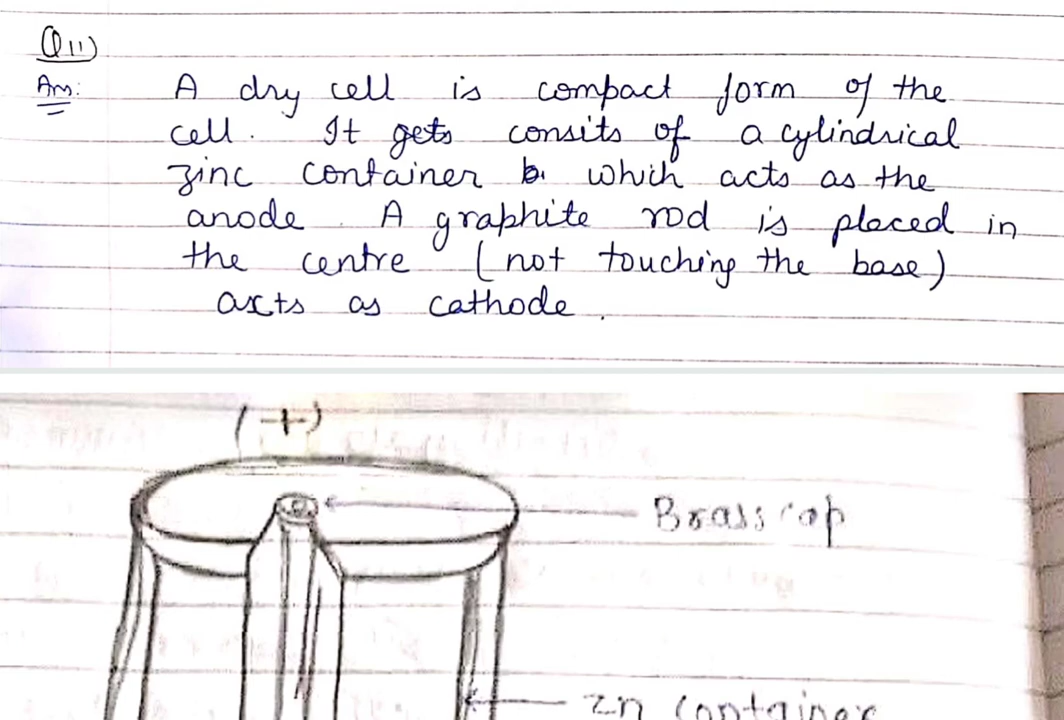 Q11)
Ans: A dry cell is compact form of the
cell. It gets consits of a cylindrical
zinc container which acts as the
anode. A graphite rod is placed in
the centre (not touching the base)
acts as cathode.
(+)
Brass cap
Zn container